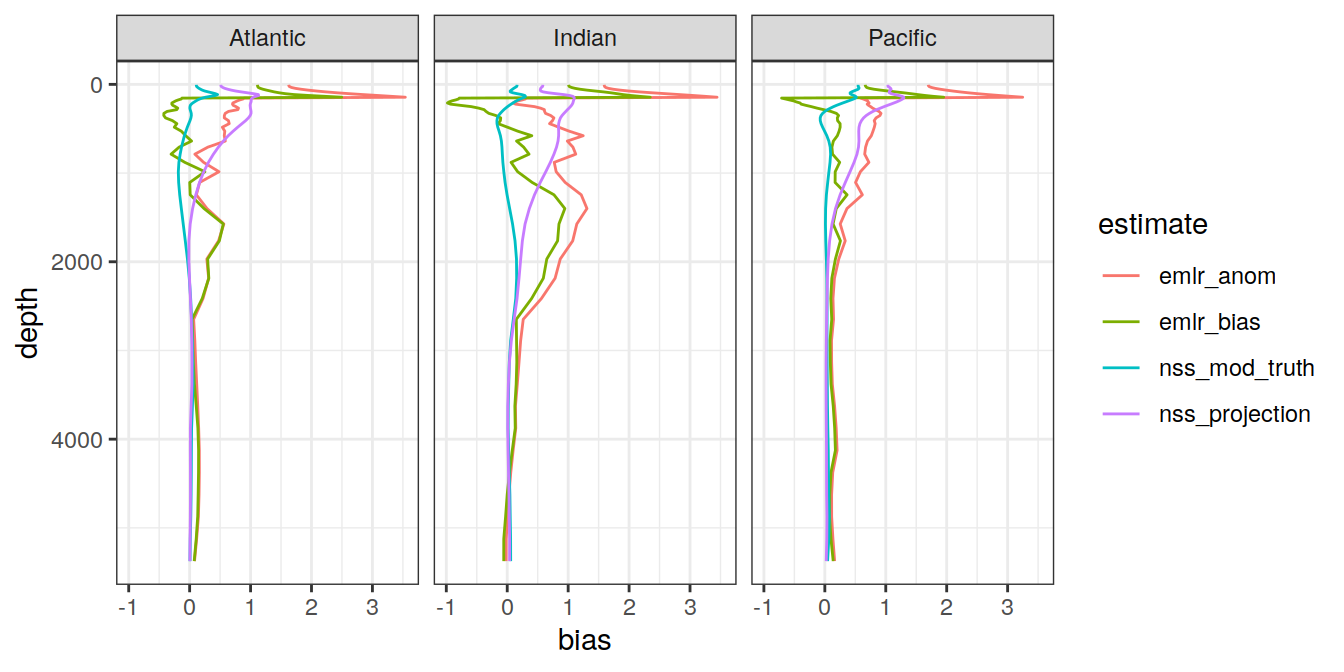 Atlantic Indian Pacific
0
2000
4000
depth
-1 0 1 2 3 -1 0 1 2 3 -1 0 1 2 3
bias
estimate
emlr_anom
emlr_bias
nss_mod_truth
nss_projection